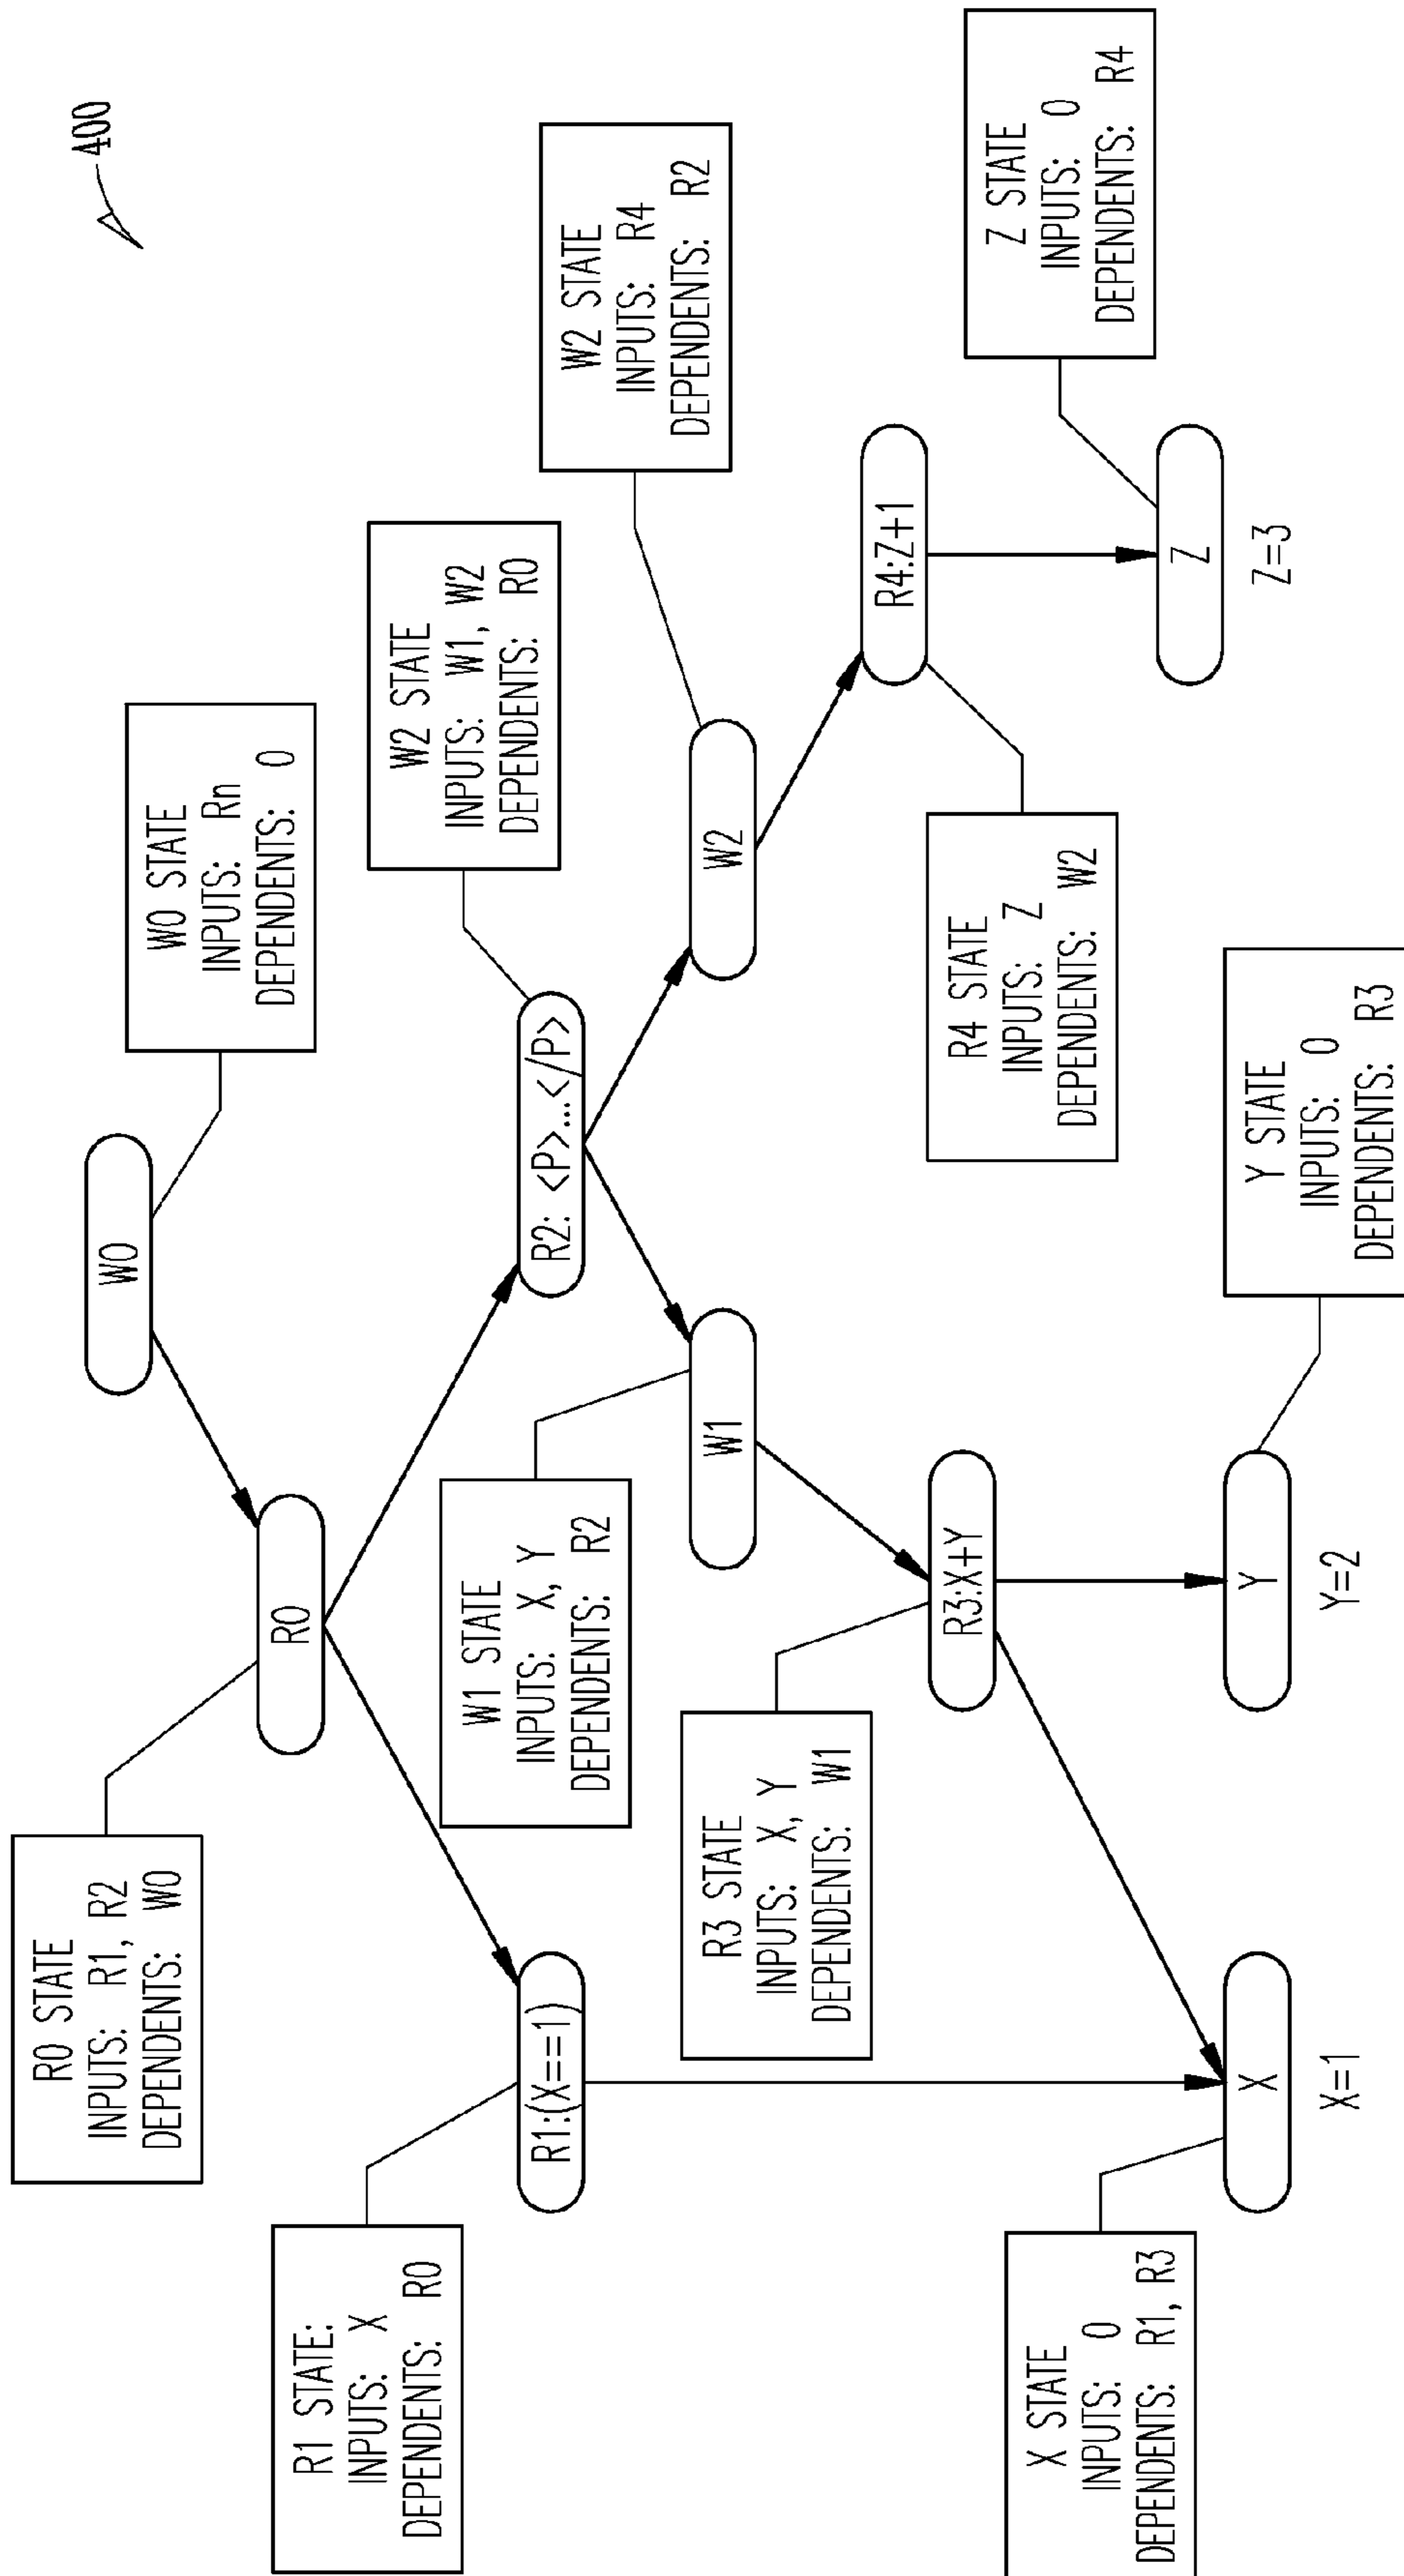 400
W0
W0 STATE
INPUTS: Rn
DEPENDENTS: 0
R0 STATE
INPUTS: R1, R2
DEPENDENTS: W0
R0
R1 STATE:
INPUTS: X
DEPENDENTS: R0
R1:(X==1)
R2: <P>...</P>
W2 STATE
INPUTS: W1, W2
DEPENDENTS: R0
W1 STATE
INPUTS: X, Y
DEPENDENTS: R2
W1
W2
W2 STATE
INPUTS: R4
DEPENDENTS: R2
R3 STATE
INPUTS: X, Y
DEPENDENTS: W1
R3:X+Y
R4 STATE
INPUTS: Z
DEPENDENTS: W2
R4:Z+1
X STATE
INPUTS: 0
DEPENDENTS: R1, R3
X
X=1
Y
Y=2
Y STATE
INPUTS: 0
DEPENDENTS: R3
Z
Z=3
Z STATE
INPUTS: 0
DEPENDENTS: R4